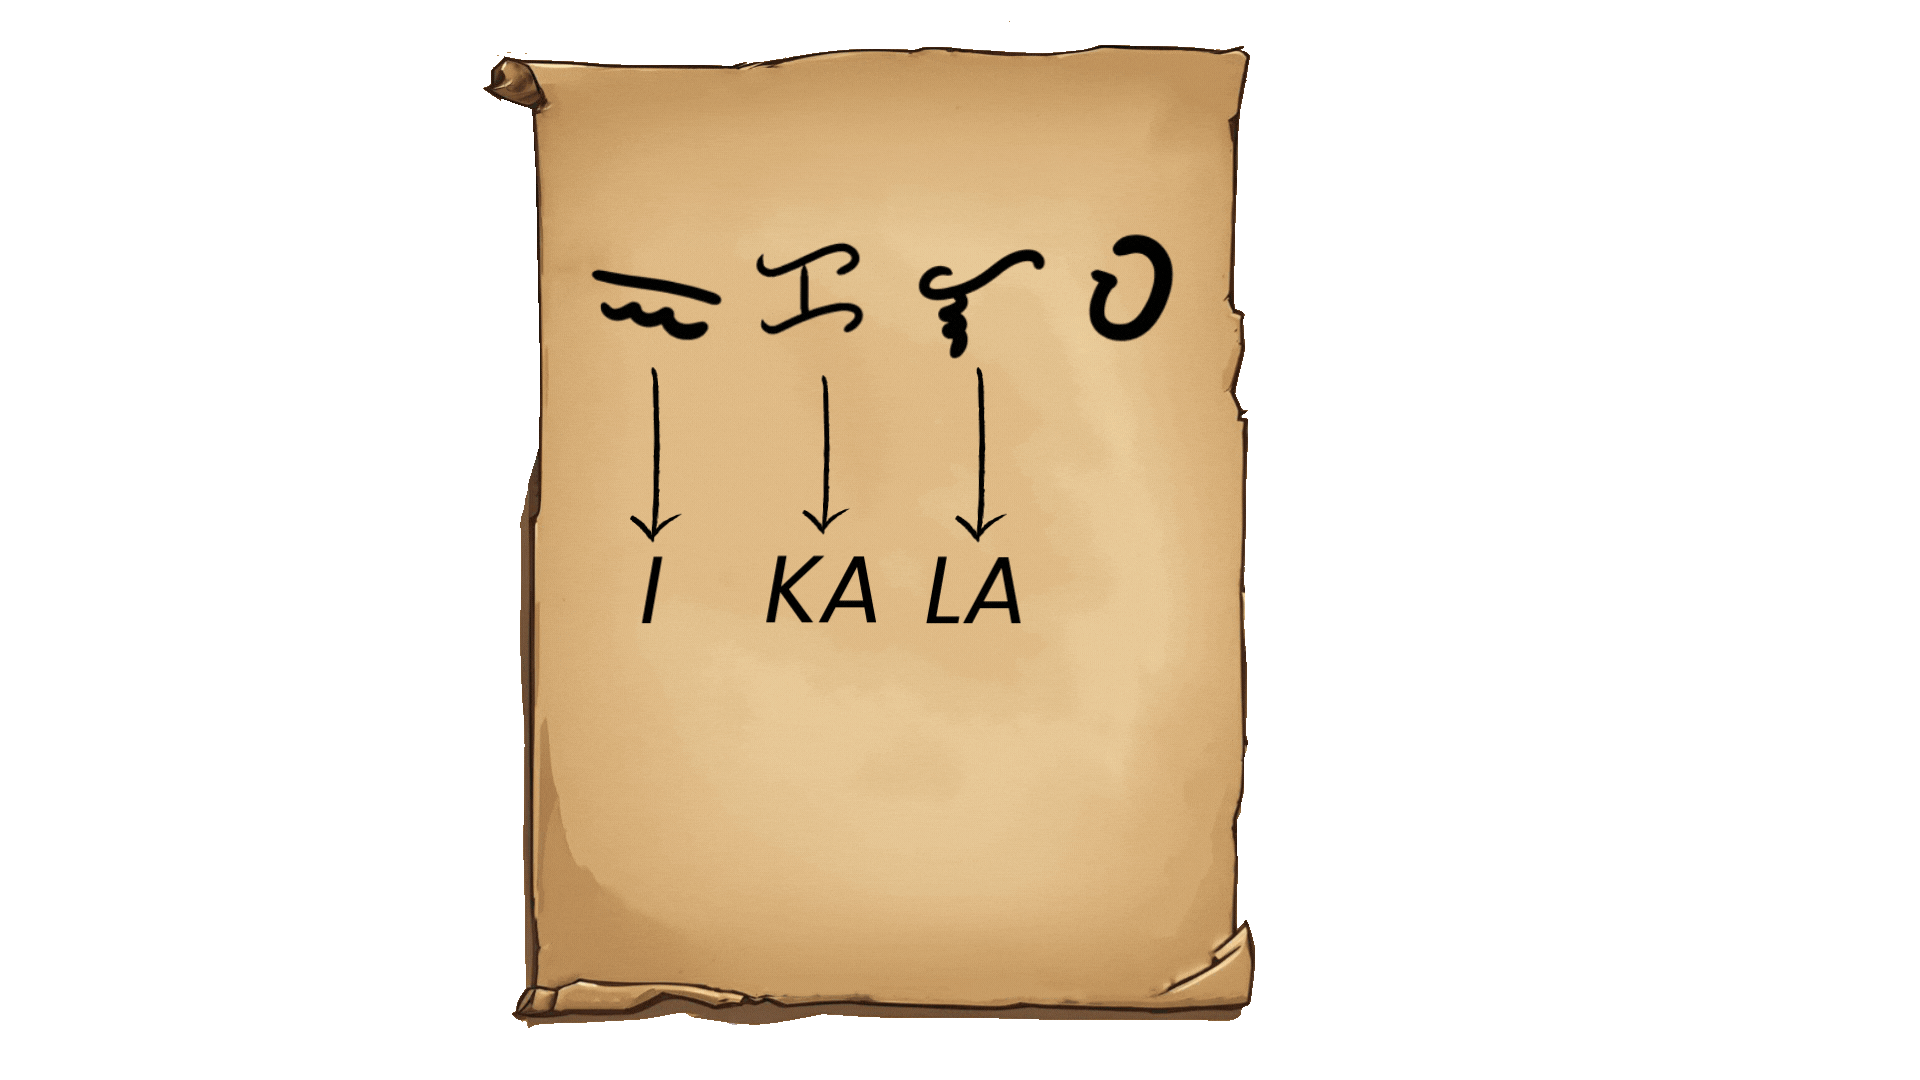 ᜁ ᜃ ᜎ ᜏ
I KA LA